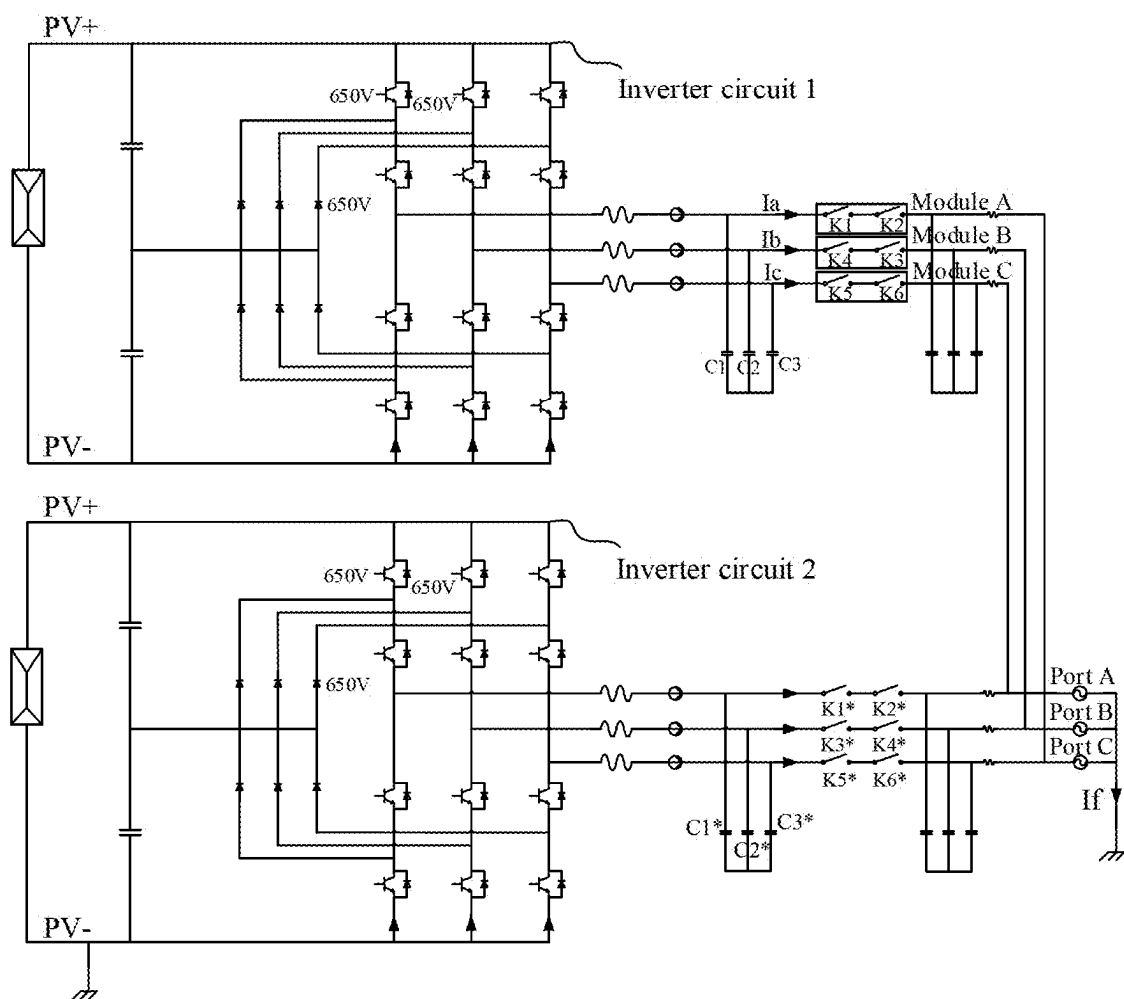 PV+
Inverter circuit 1
650V
650V
650V
Ia
Module A
K1
K2
Ib
Module B
K4
K3
Ic
Module C
K5
K6
C1
C2
C3
PV-
PV+
Inverter circuit 2
650V
650V
650V
Port A
K1*
K2*
Port B
K3*
K4*
Port C
K5*
K6*
If
C1*
C2*
C3*
PV-